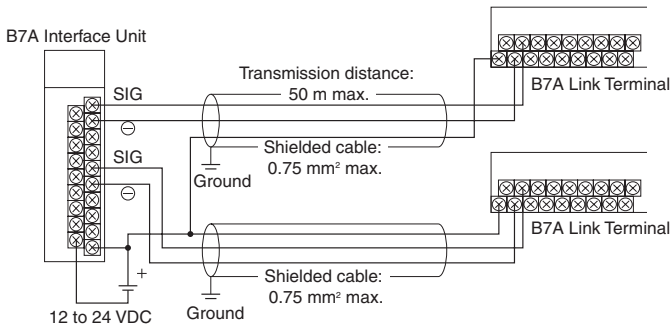 B7A Interface Unit
SIG
⊖
SIG
⊖
Transmission distance:
50 m max.
Shielded cable:
0.75 mm² max.
Ground
B7A Link Terminal
B7A Link Terminal
Shielded cable:
0.75 mm² max.
Ground
+
12 to 24 VDC